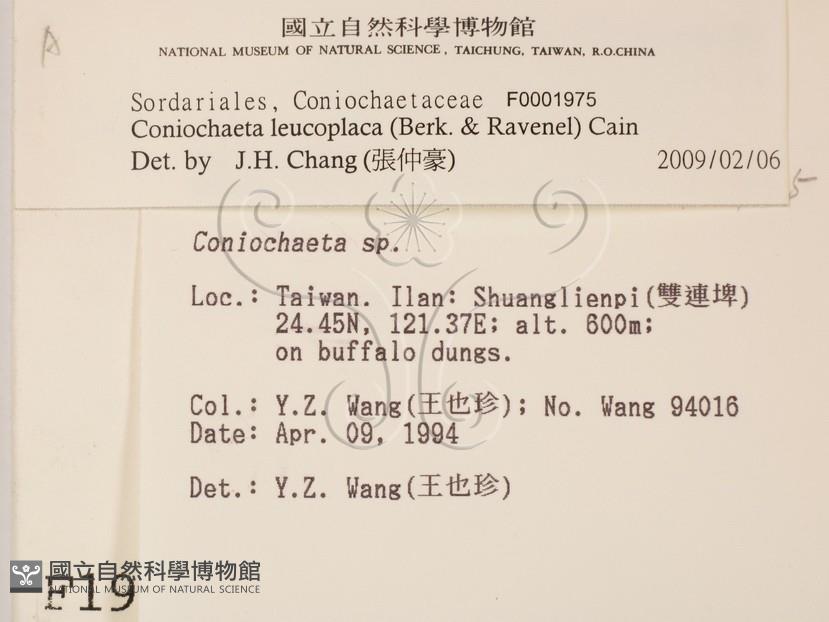 國立自然科學博物館
NATIONAL MUSEUM OF NATURAL SCIENCE, TAICHUNG, TAIWAN, R.O.CHINA
Sordariales, Coniochaetaceae F0001975
Coniochaeta leucoplaca (Berk. & Ravenel) Cain
Det. by J.H. Chang (張仲豪) 2009/02/06
5
Coniochaeta sp.
Loc.: Taiwan. Ilan: Shuanglienpi(雙連埤)
24.45N, 121.37E; alt. 600m;
on buffalo dungs.
Col.: Y.Z. Wang(王也珍); No. Wang 94016
Date: Apr. 09, 1994
Det.: Y.Z. Wang(王也珍)
國立自然科學博物館
NATIONAL MUSEUM OF NATURAL SCIENCE
F19